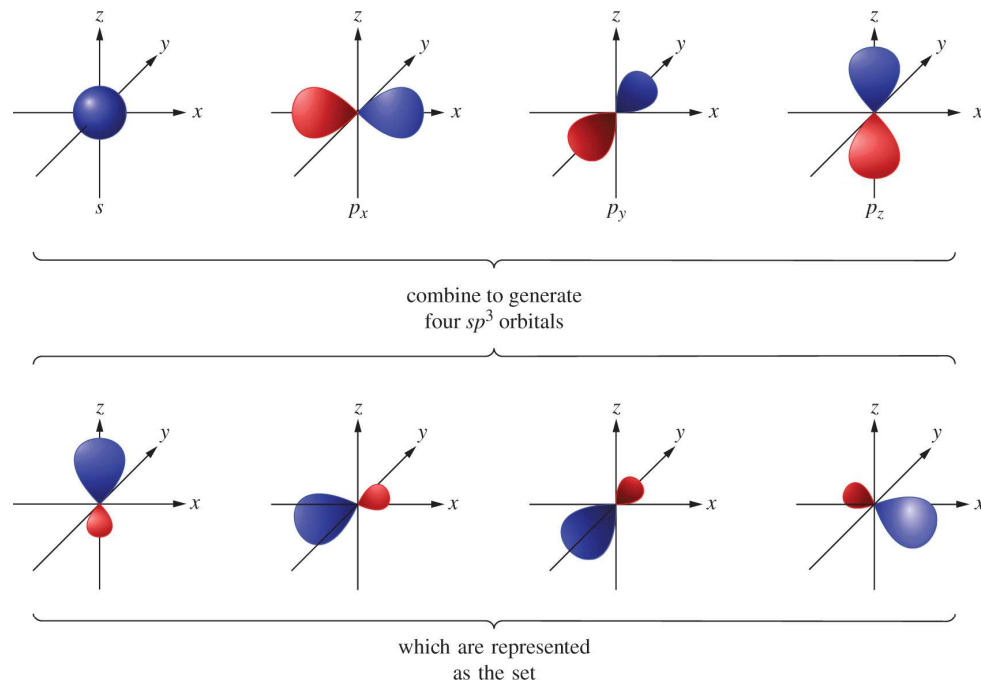 z z z z
y y y
x x x x
s p_x p_y p_z
combine to generate
four sp³ orbitals
z z z z
y y y y
x x x x
which are represented
as the set